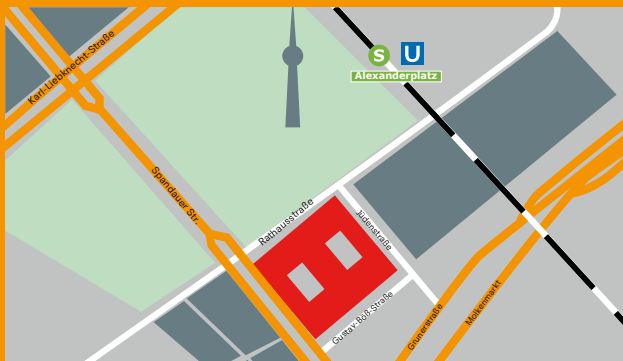 S U
Alexanderplatz
Karl-Liebknecht-Straße
Spandauer Str.
Rathausstraße
Jüdenstraße
Gustav-Böß-Straße
Grunerstraße
Molkenmarkt